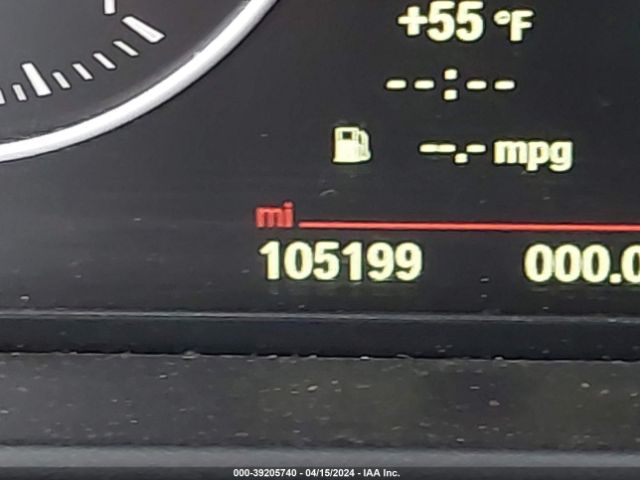 +55 °F
--:--
--.- mpg
mi
105199 000.0
000-39205740 - 04/15/2024 - IAA Inc.